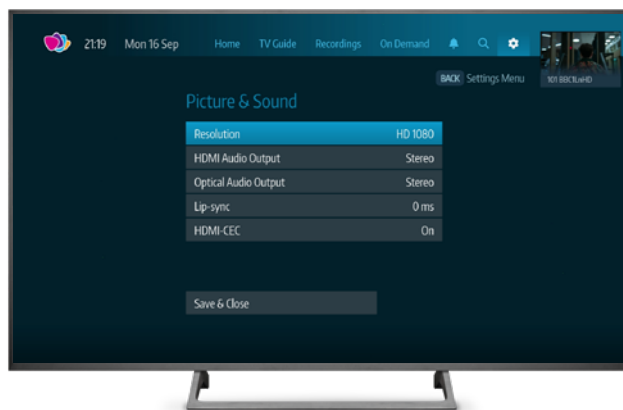 21:19 Mon 16 Sep Home TV Guide Recordings On Demand
BACK Settings Menu
101 BBC1LnHD
Picture & Sound
Resolution HD 1080
HDMI Audio Output Stereo
Optical Audio Output Stereo
Lip-sync 0 ms
HDMI-CEC On
Save & Close